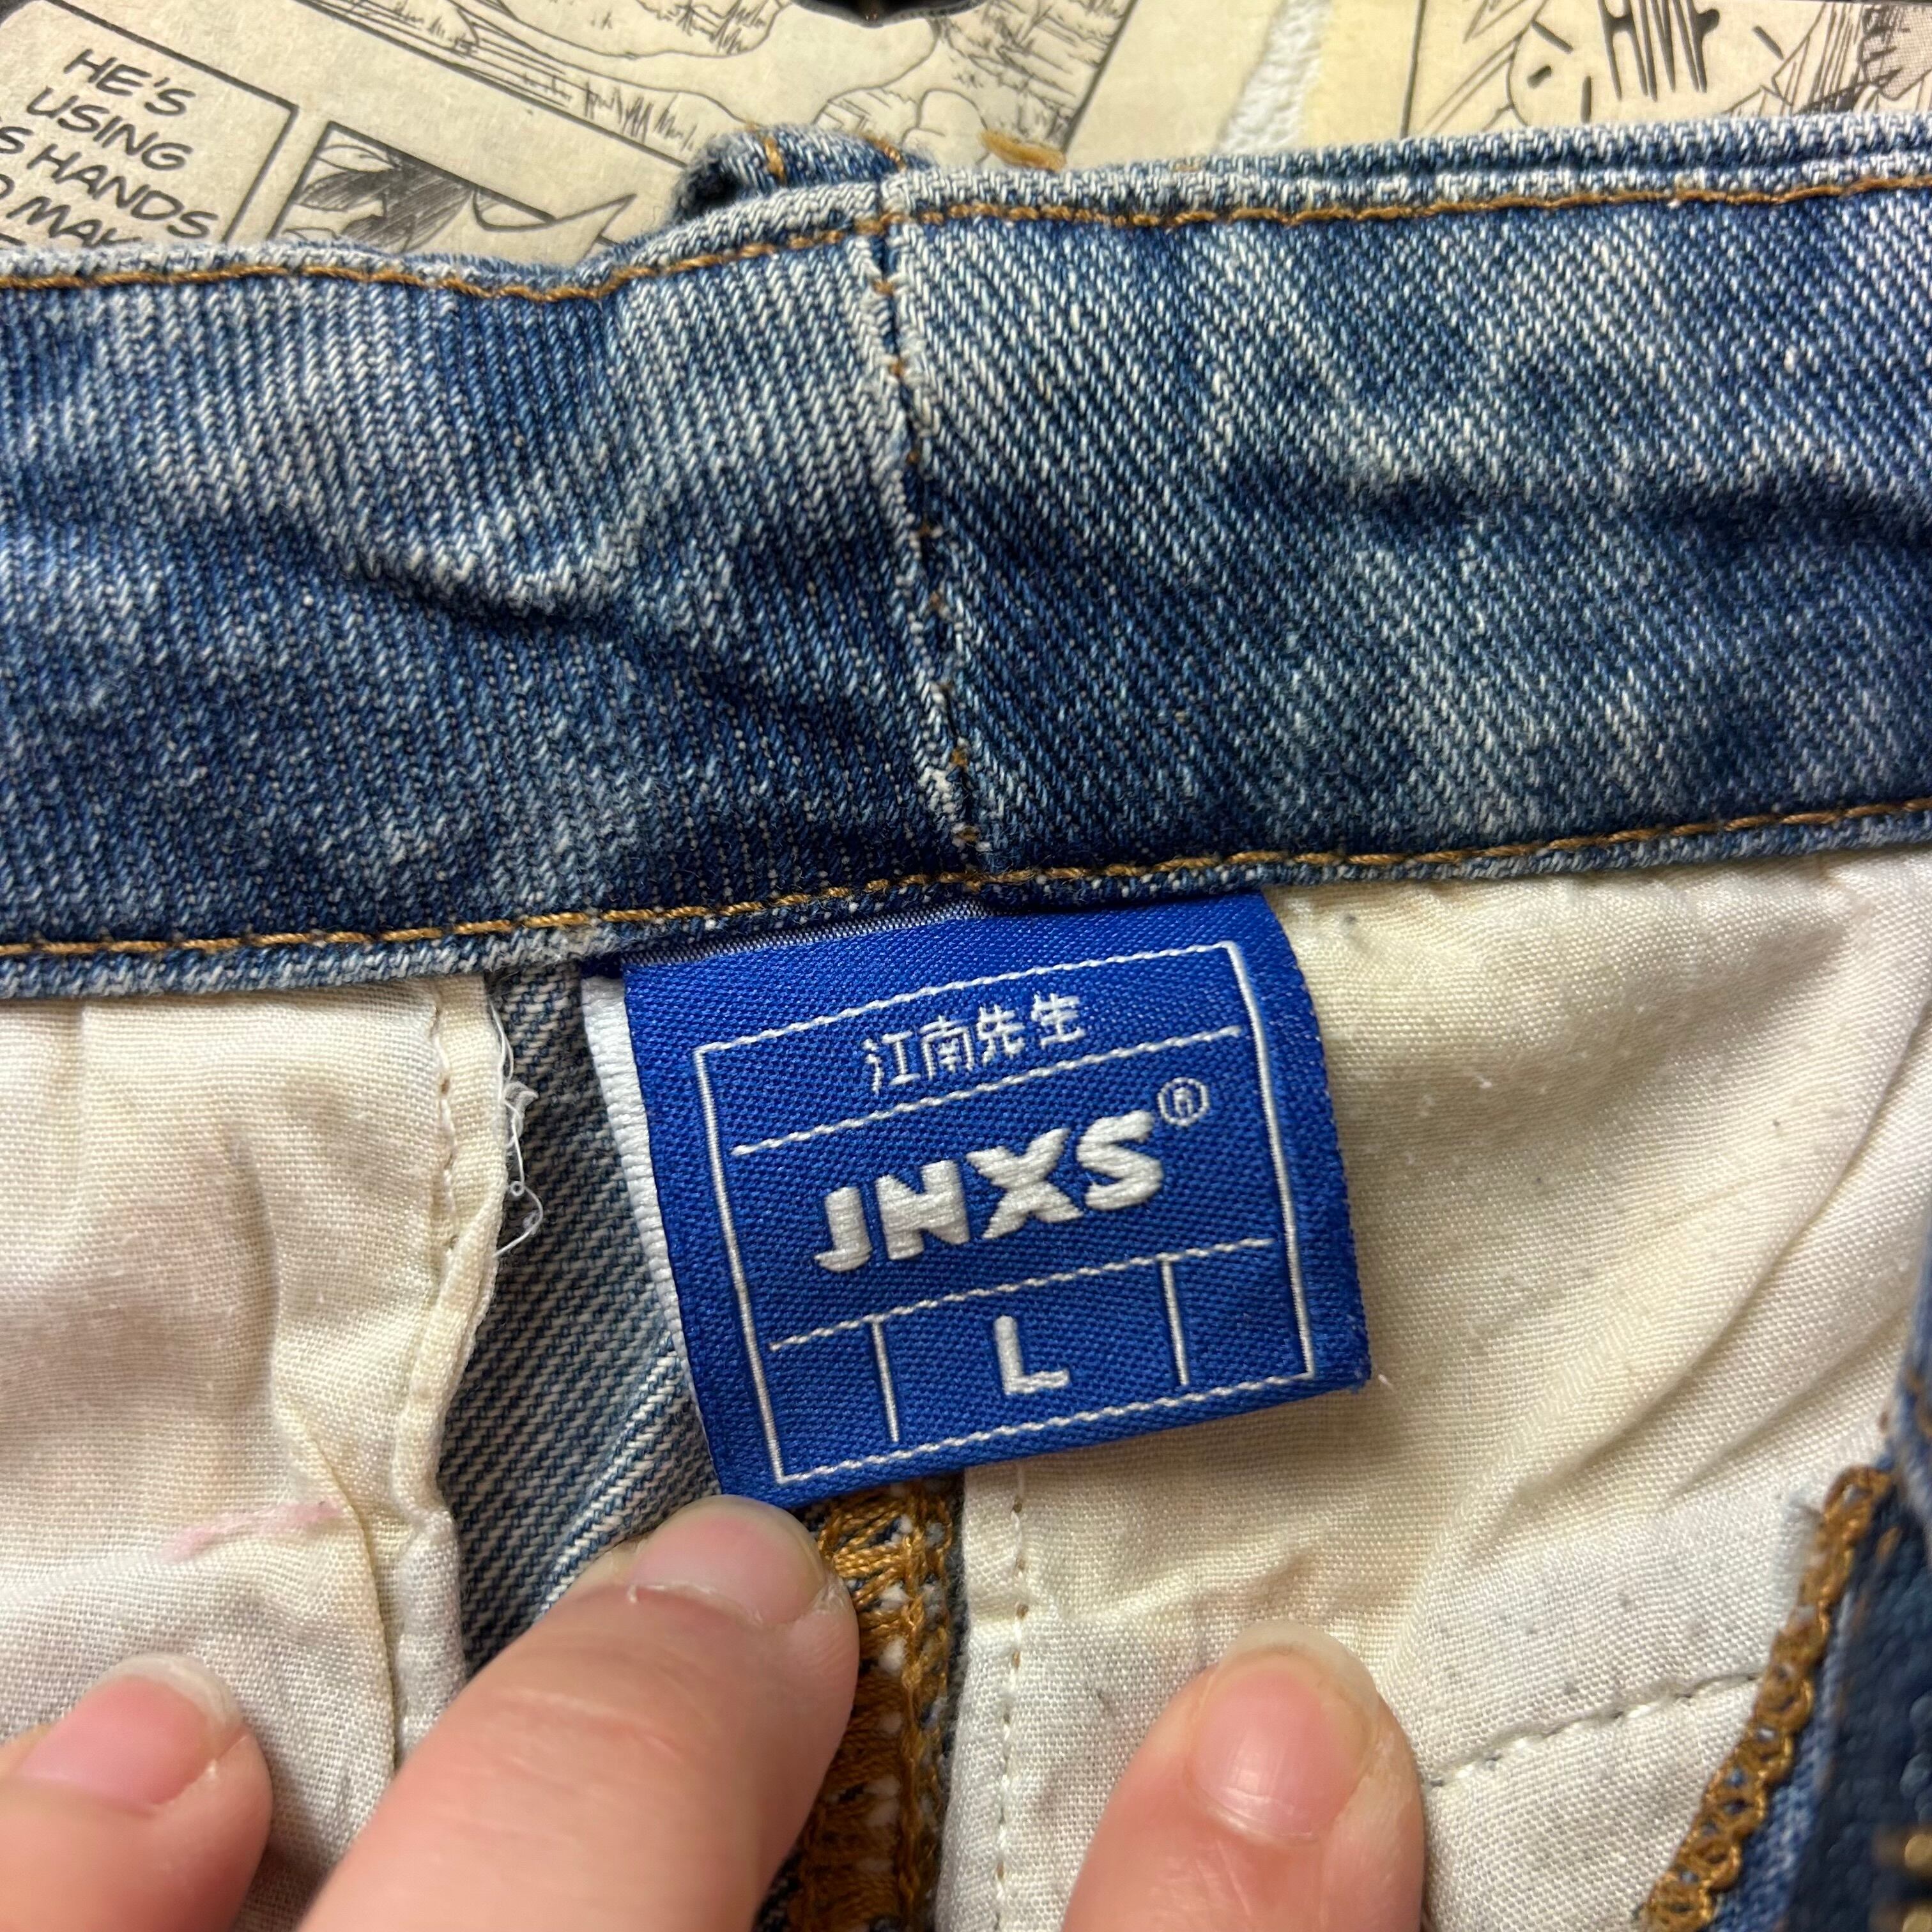 HE'S
USING
HANDS
江南先生
JNXS®
L